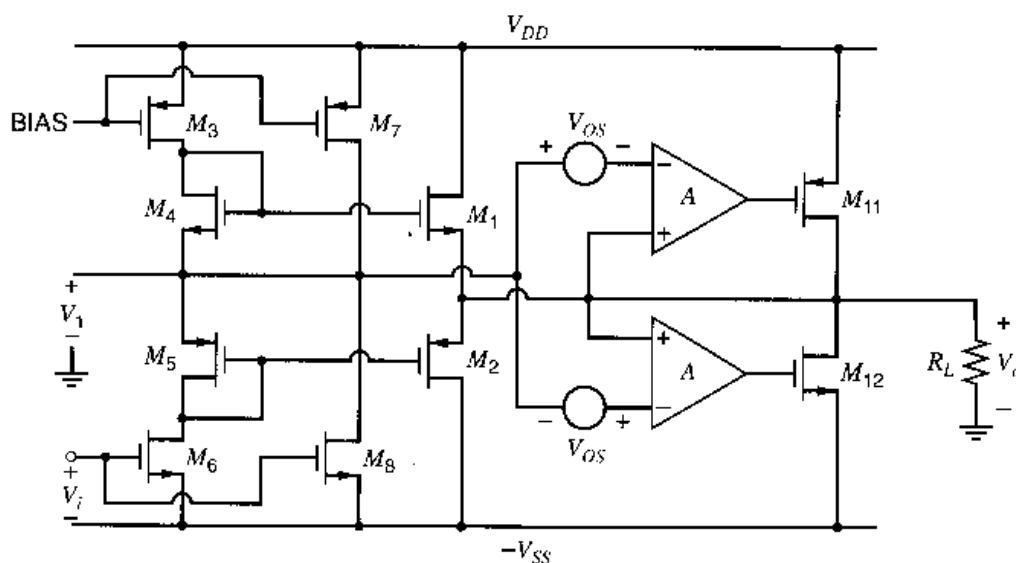 V_DD
BIAS
M_3
M_7
V_OS
+
−
−
A
M_11
M_4
M_1
+
+
V_1
−
M_5
M_2
+
A
M_12
R_L
+
V_o
−
−
+
−
V_OS
M_6
M_8
+
V_i
−
−V_SS